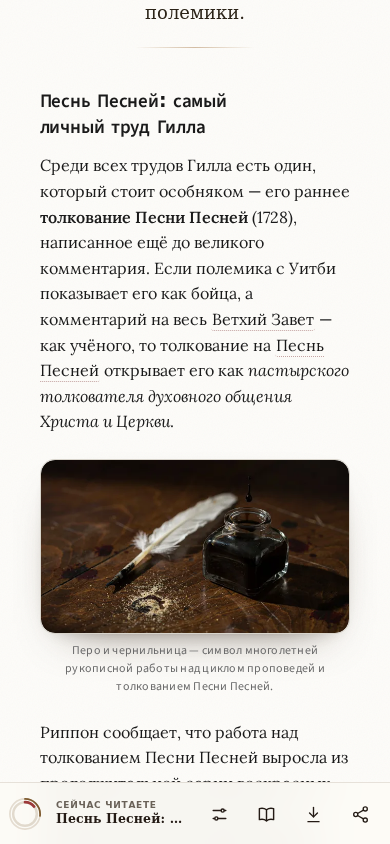 полемики.
Песнь Песней: самый
личный труд Гилла
Среди всех трудов Гилла есть один,
который стоит особняком — его раннее
толкование Песни Песней (1728),
написанное ещё до великого
комментария. Если полемика с Уитби
показывает его как бойца, а
комментарий на весь Ветхий Завет —
как учёного, то толкование на Песнь
Песней открывает его как пастырского
толкователя духовного общения
Христа и Церкви.
Перо и чернильница — символ многолетней
рукописной работы над циклом проповедей и
толкованием Песни Песней.
Риппон сообщает, что работа над
толкованием Песни Песней выросла из
СЕЙЧАС ЧИТАЕТЕ
Песнь Песней: ...